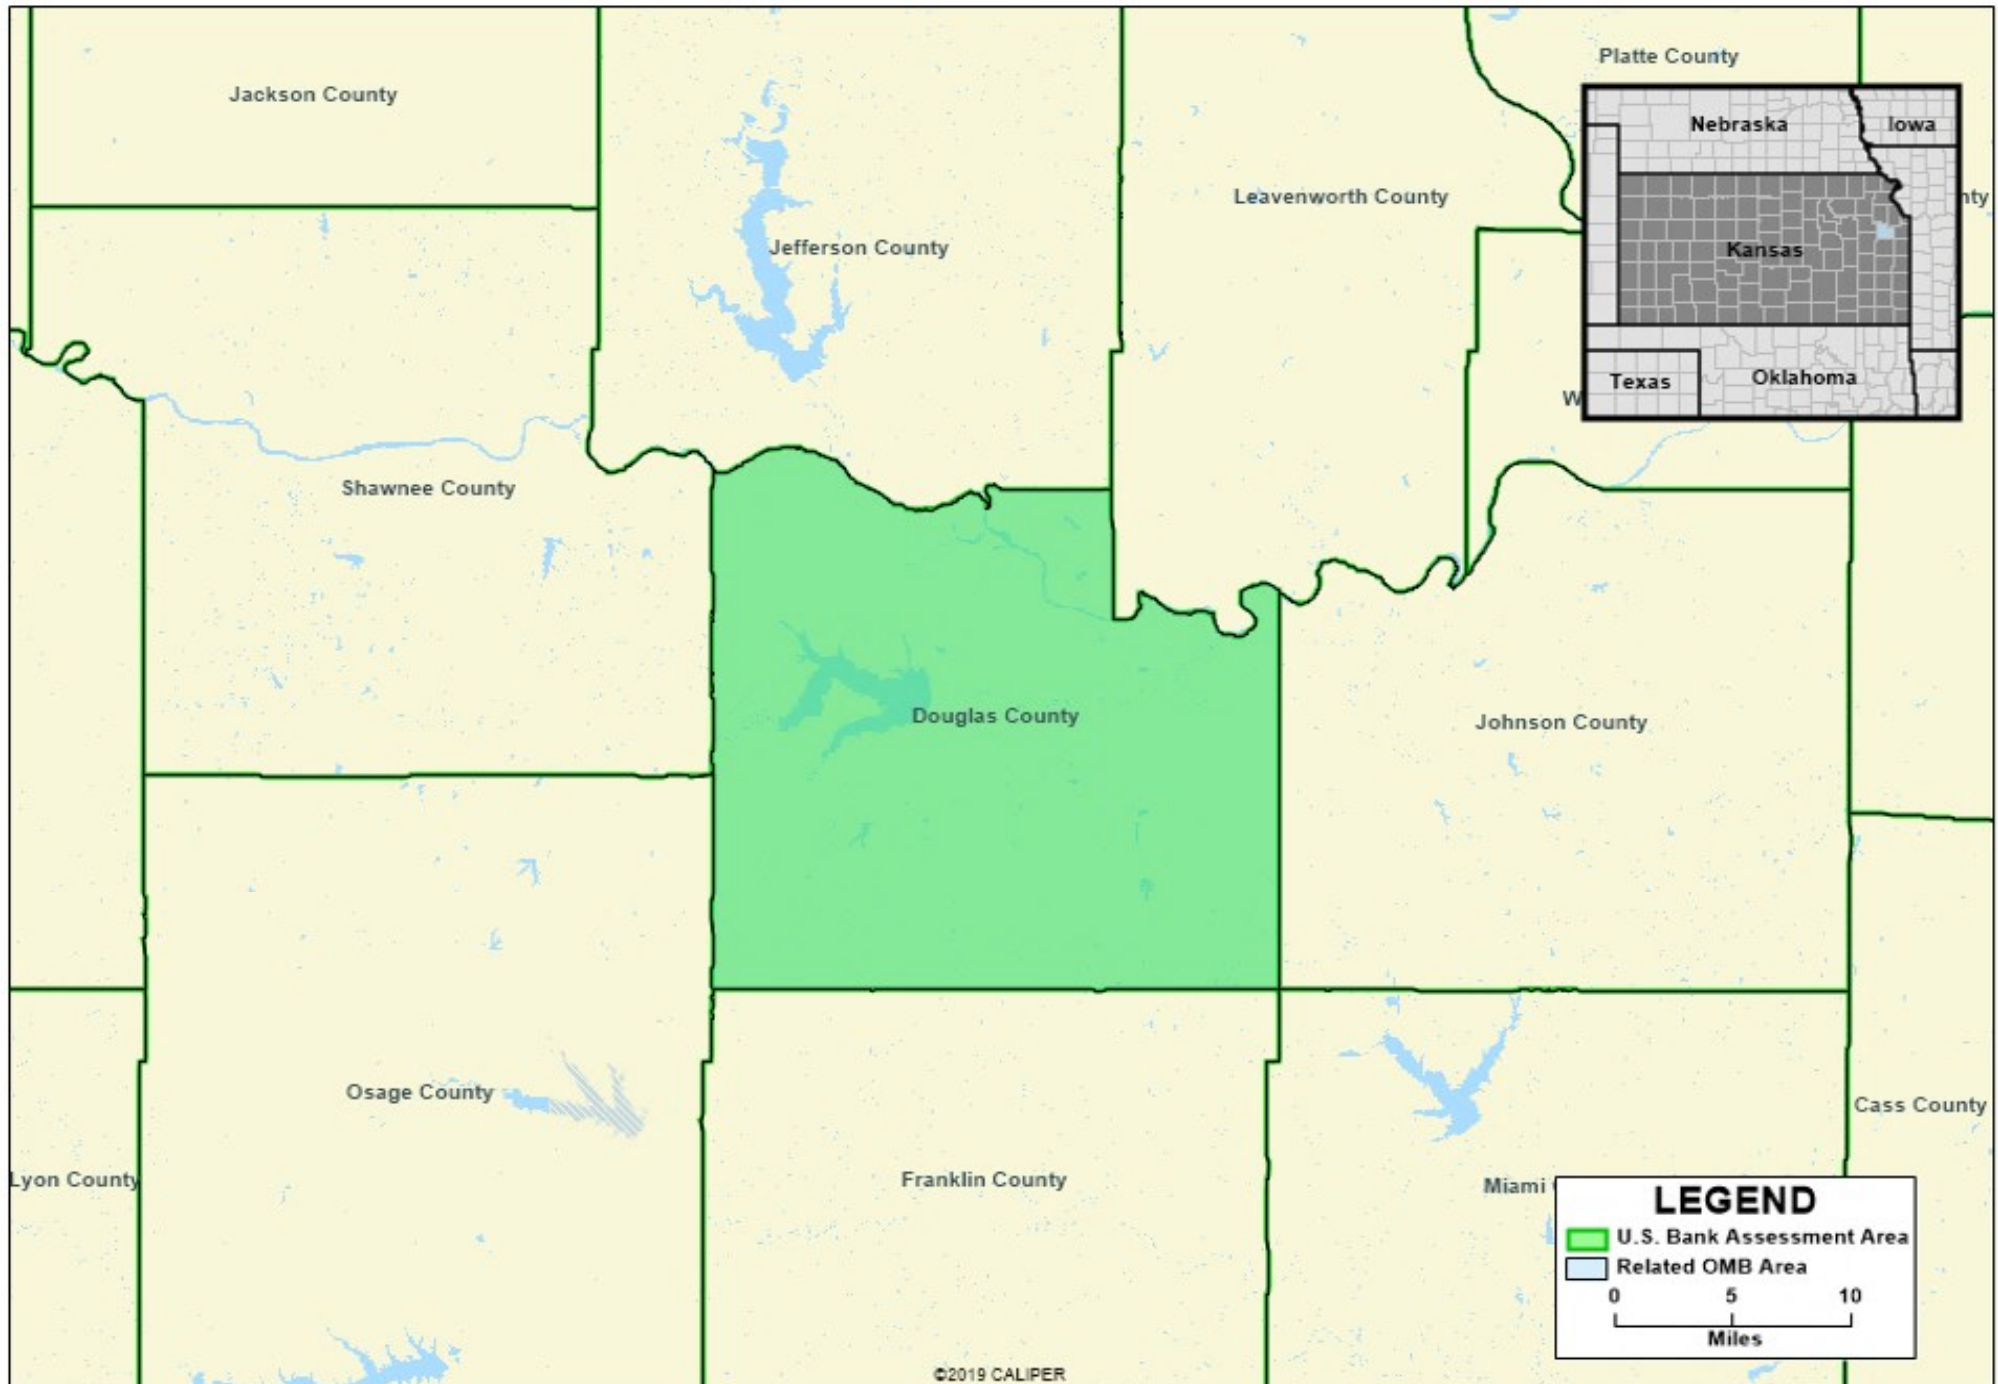 Platte County
Jackson County
Nebraska
Iowa
Leavenworth County
nty
Jefferson County
Kansas
Texas
Oklahoma
W
Shawnee County
Douglas County
Johnson County
Osage County
Cass County
Lyon County
Franklin County
Miami
LEGEND
U.S. Bank Assessment Area
Related OMB Area
0 5 10
Miles
©2019 CALIPER